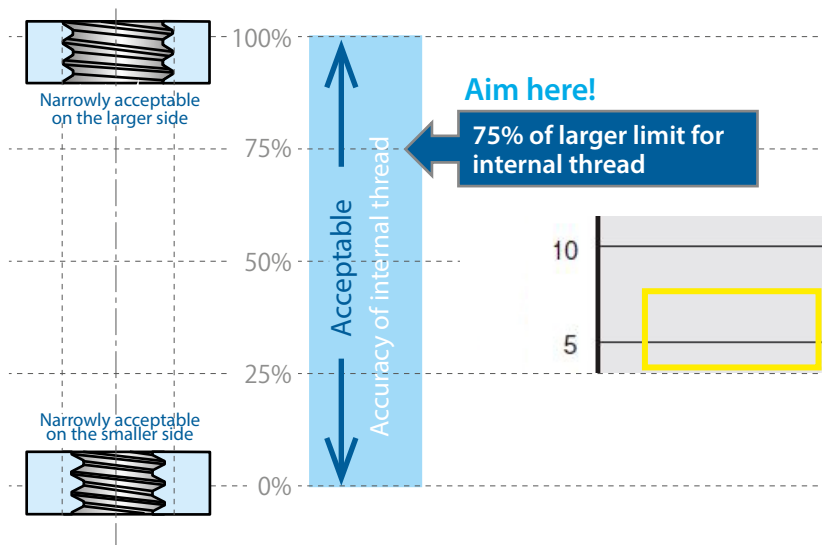 100%
Narrowly acceptable
on the larger side
Aim here!
75% of larger limit for
internal thread
75%
Acceptable
Accuracy of internal thread
50%
10
5
25%
Narrowly acceptable
on the smaller side
0%